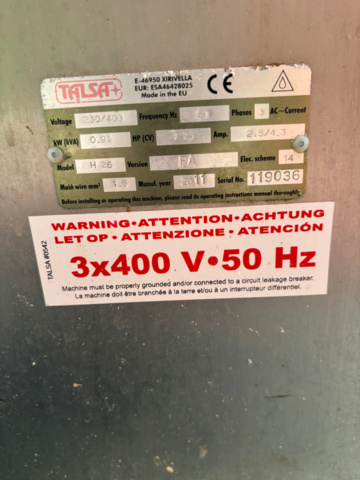 TALSA
E-46950 XIRIVELLA
EUR: ESA46428025
Made in the EU
CE
Voltage 230/400 Frequency Hz Phases 3 AC-Current
kW (kVA) 0.91 HP (CV) Amp. 2.5/4.3
Model H 26 Version Elec. scheme 14
Main wire mm² Manuf. year 2011 Serial No. 119036
Before installing or operating this machine, please read its operating instructions manual thoroughly.
WARNING•ATTENTION•ACHTUNG
LET OP • ATTENZIONE • ATENCIÓN
3x400 V•50 Hz
Machine must be properly grounded and/or connected to a circuit leakage breaker.
La machine doit être branchée à la terre et/ou à un interrupteur différentiel.
TALSA #0542